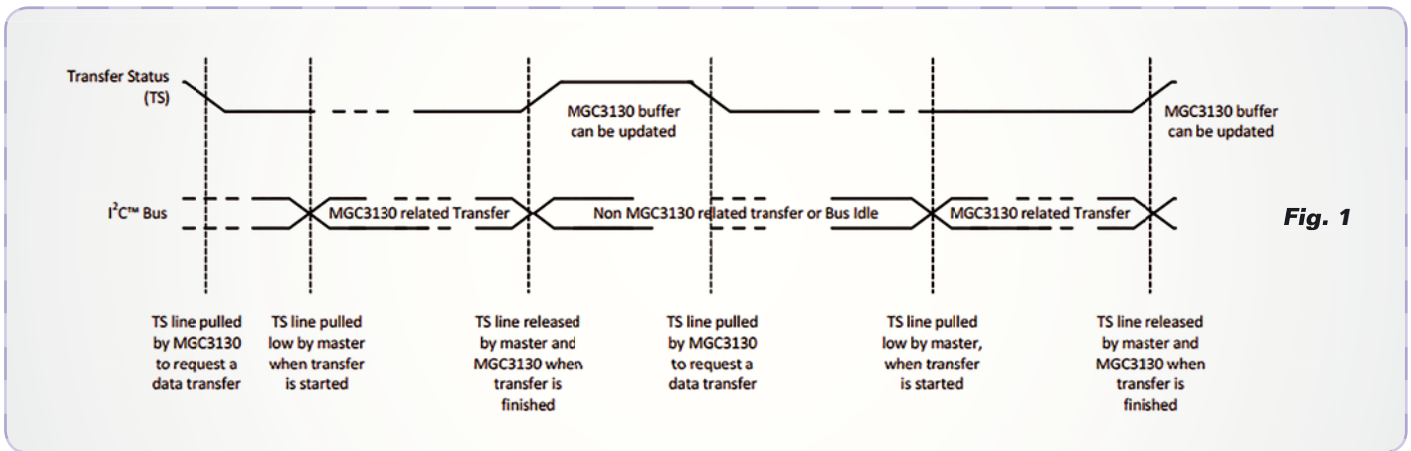 Transfer Status
(TS)
MGC3130 buffer
can be updated
MGC3130 buffer
can be updated
I²C™ Bus
MGC3130 related Transfer
Non MGC3130 related transfer or Bus Idle
MGC3130 related Transfer
Fig. 1
TS line pulled
by MGC3130
to request a
data transfer
TS line pulled
low by master
when transfer
is started
TS line released
by master and
MGC3130 when
transfer is
finished
TS line pulled
by MGC3130
to request a
data transfer
TS line pulled
low by master,
when transfer
is started
TS line released
by master and
MGC3130 when
transfer is
finished